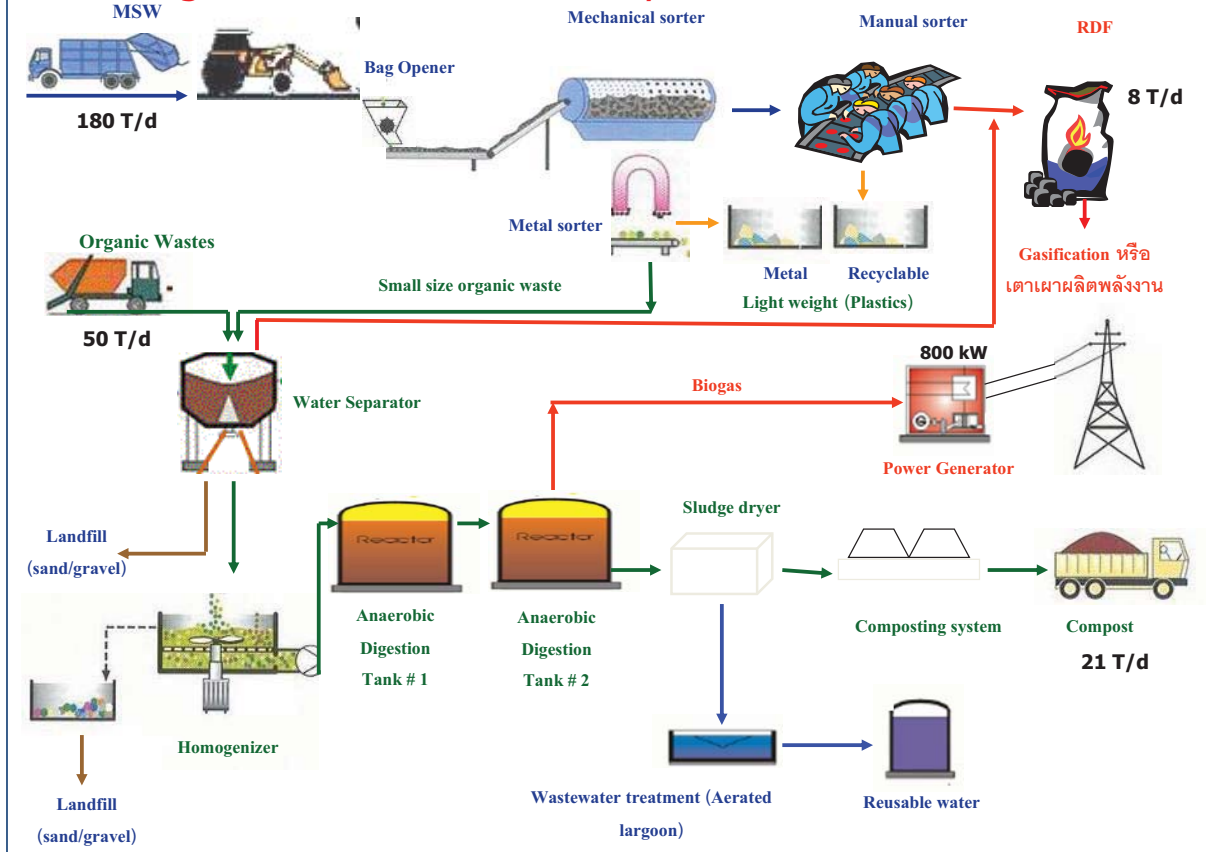 MSW
Mechanical sorter
Manual sorter
RDF
Bag Opener
180 T/d
8 T/d
Metal sorter
Organic Wastes
Metal
Recyclable
Gasification หรือ
เตาเผาผลิตพลังงาน
Small size organic waste
Light weight (Plastics)
50 T/d
800 kW
Water Separator
Biogas
Power Generator
Landfill
(sand/gravel)
Reactor
Reactor
Sludge dryer
Anaerobic
Digestion
Tank # 1
Anaerobic
Digestion
Tank # 2
Composting system
Compost
21 T/d
Homogenizer
Landfill
(sand/gravel)
Wastewater treatment (Aerated
largoon)
Reusable water